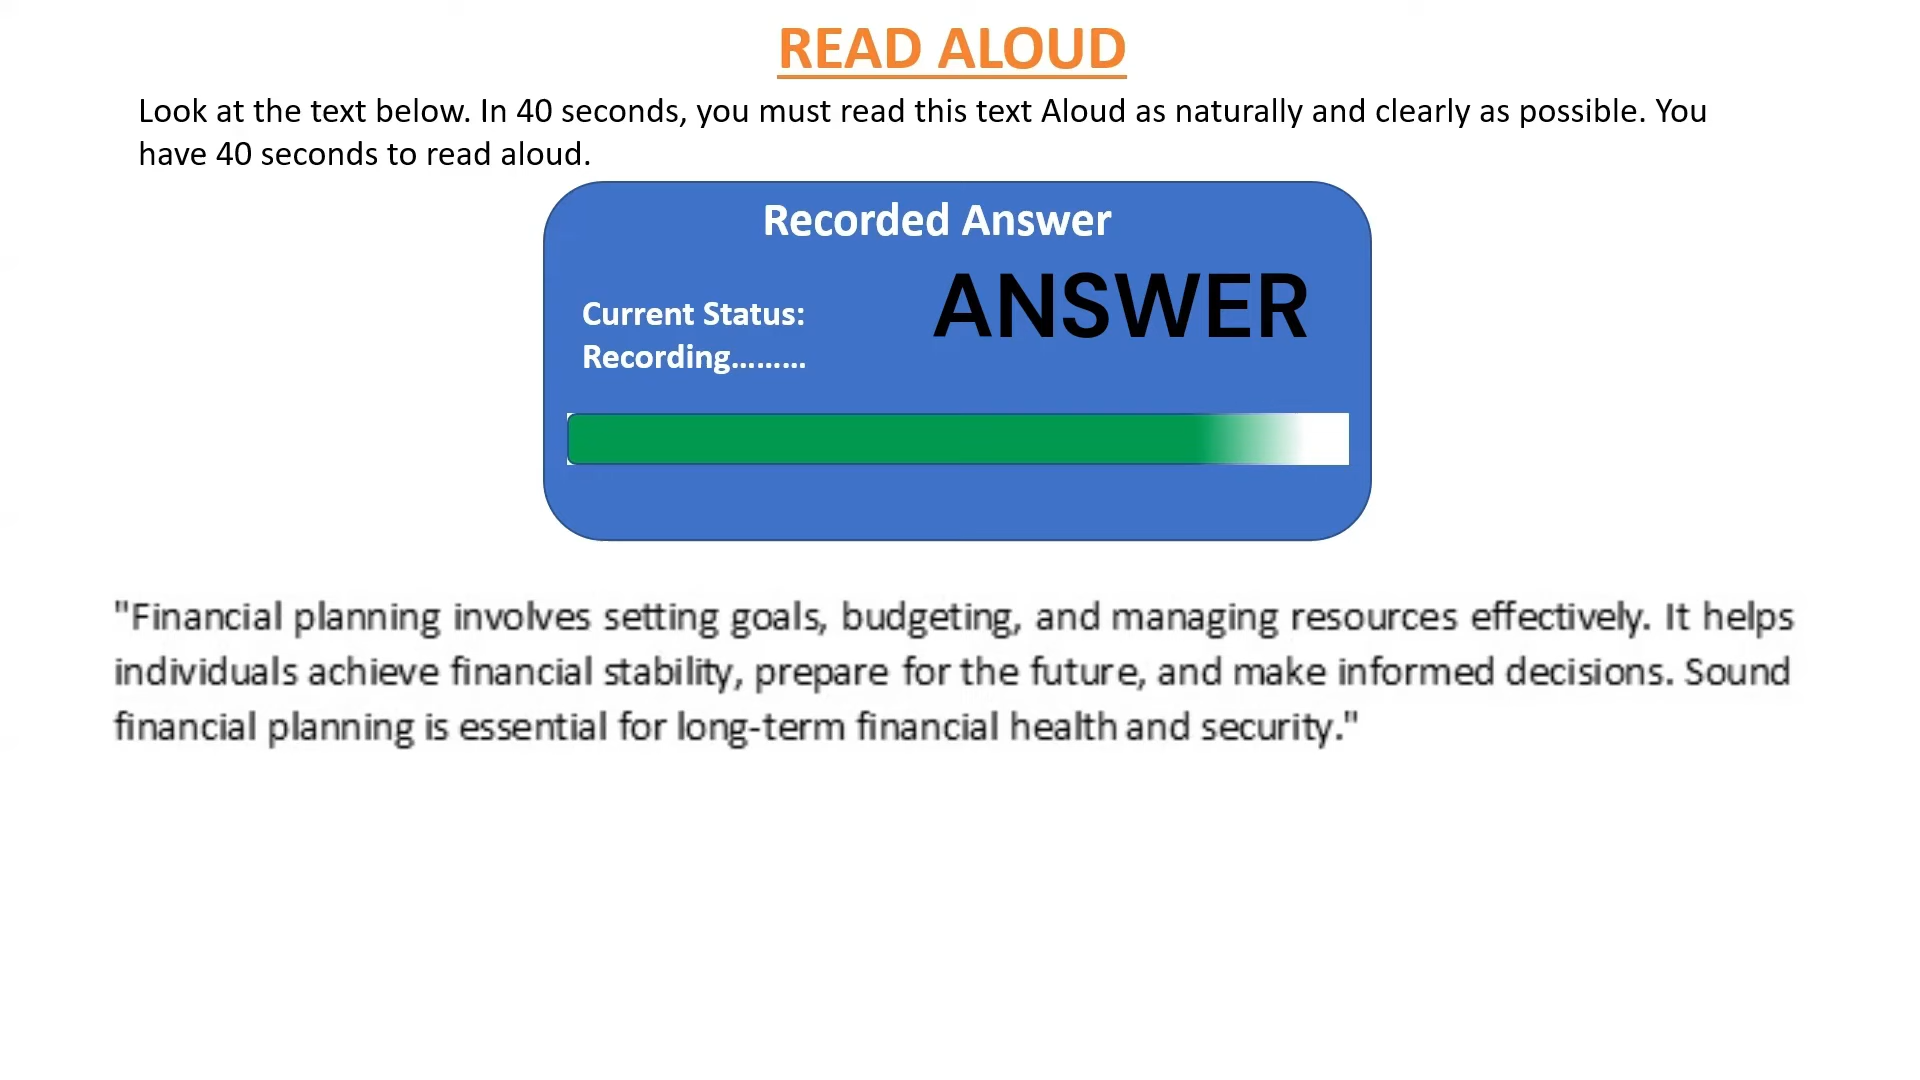 READ ALOUD
Look at the text below. In 40 seconds, you must read this text Aloud as naturally and clearly as possible. You
have 40 seconds to read aloud.
Recorded Answer
ANSWER
Current Status:
Recording.........
"Financial planning involves setting goals, budgeting, and managing resources effectively. It helps
individuals achieve financial stability, prepare for the future, and make informed decisions. Sound
financial planning is essential for long-term financial health and security."